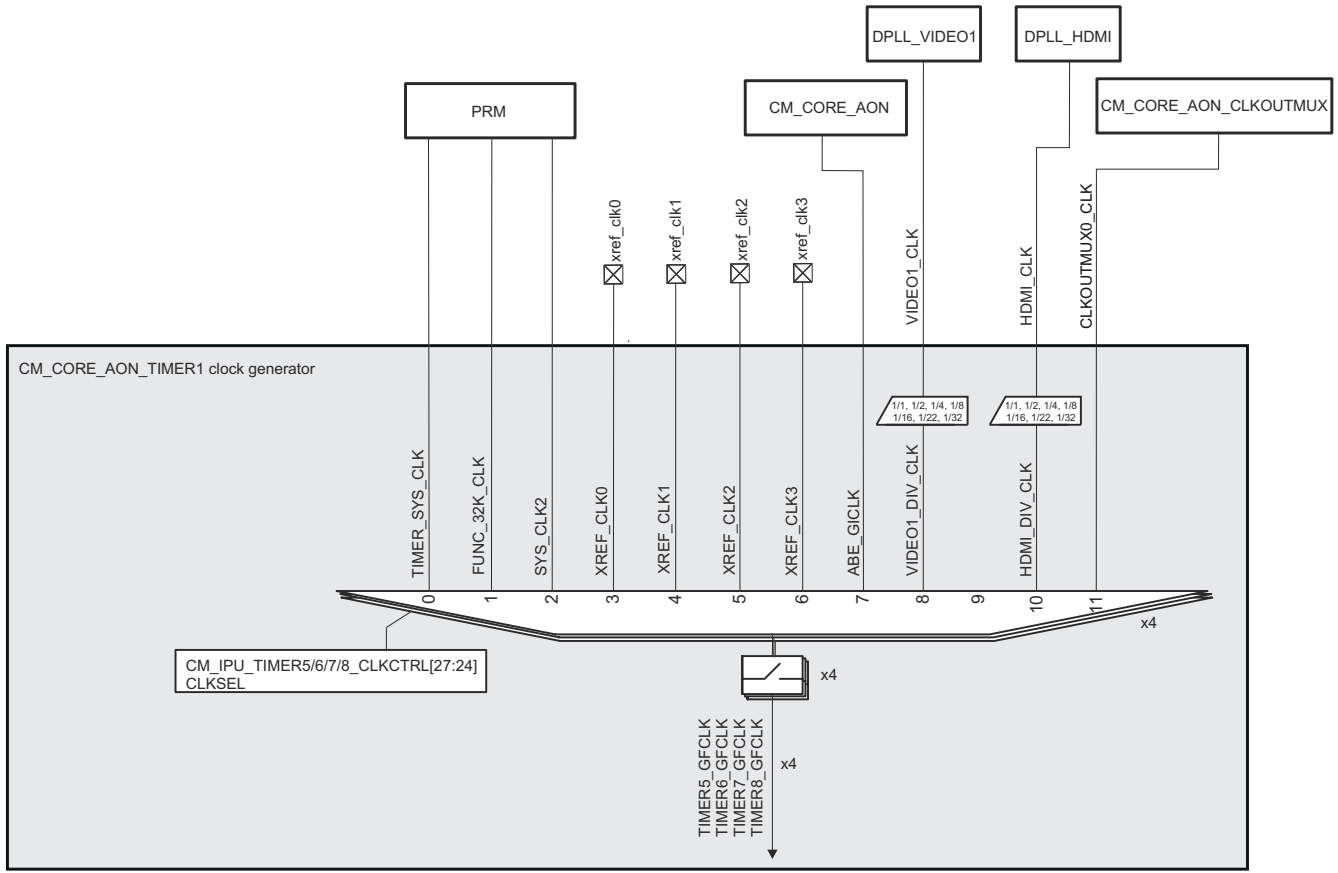 DPLL_VIDEO1
DPLL_HDMI
PRM
CM_CORE_AON
CM_CORE_AON_CLKOUTMUX
xref_clk0
xref_clk1
xref_clk2
xref_clk3
VIDEO1_CLK
HDMI_CLK
CLKOUTMUX0_CLK
CM_CORE_AON_TIMER1 clock generator
1/1, 1/2, 1/4, 1/8
1/16, 1/22, 1/32
1/1, 1/2, 1/4, 1/8
1/16, 1/22, 1/32
TIMER_SYS_CLK
FUNC_32K_CLK
SYS_CLK2
XREF_CLK0
XREF_CLK1
XREF_CLK2
XREF_CLK3
ABE_GICLK
VIDEO1_DIV_CLK
HDMI_DIV_CLK
0
1
2
3
4
5
6
7
8
9
10
11
x4
CM_IPU_TIMER5/6/7/8_CLKCTRL[27:24]
CLKSEL
x4
TIMER5_GFCLK
TIMER6_GFCLK
TIMER7_GFCLK
TIMER8_GFCLK
x4